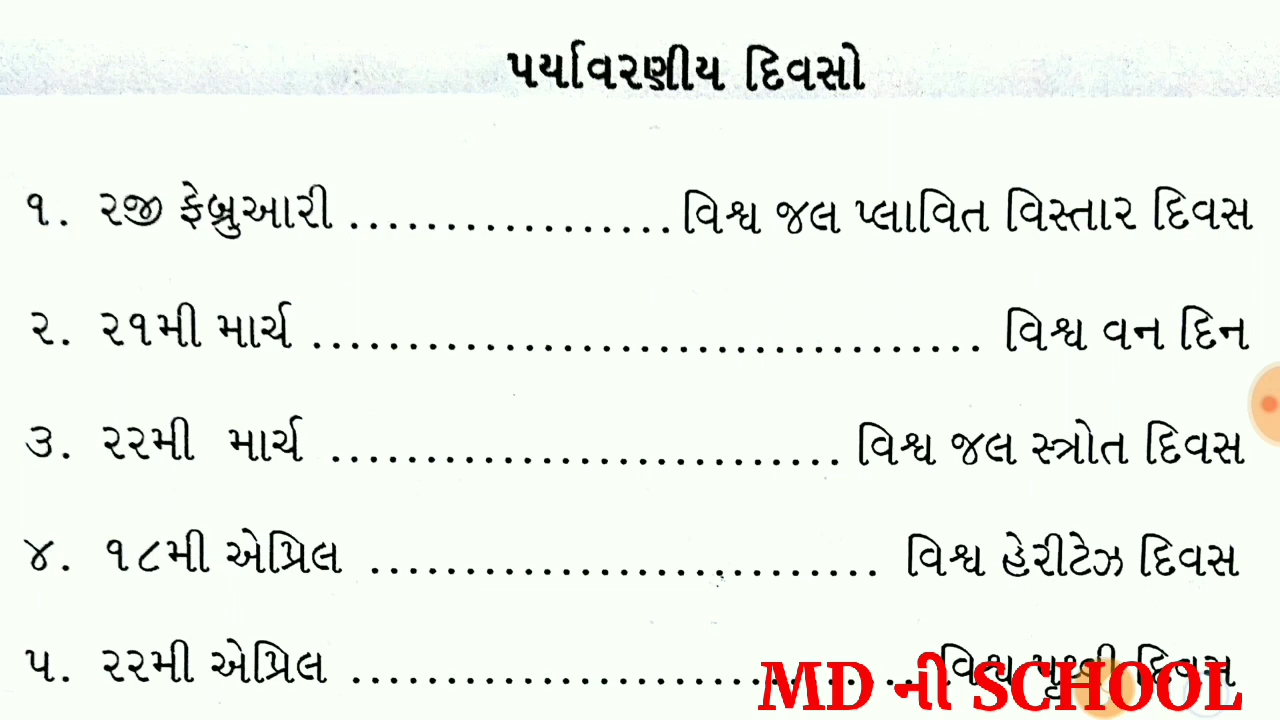 પર્યાવરણીય દિવસો
૧. ૨જી ફેબ્રુઆરી ................. વિશ્વ જલ પ્લાવિત વિસ્તાર દિવસ
૨. ૨૧મી માર્ચ ................................... વિશ્વ વન દિન
૩. ૨૨મી માર્ચ ........................... વિશ્વ જલ સ્ત્રોત દિવસ
૪. ૧૮મી એપ્રિલ ........................... વિશ્વ હેરીટેઝ દિવસ
૫. ૨૨મી એપ્રિલ .............................. વિશ્વ પૃથ્વી દિવસ
MD ની SCHOOL